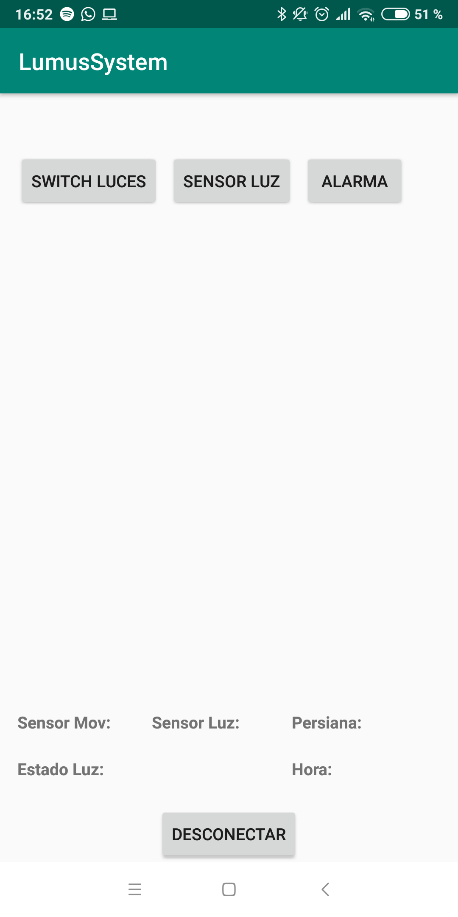 16:52 51 %
LumusSystem
SWITCH LUCES SENSOR LUZ ALARMA
Sensor Mov: Sensor Luz: Persiana:
Estado Luz: Hora:
DESCONECTAR